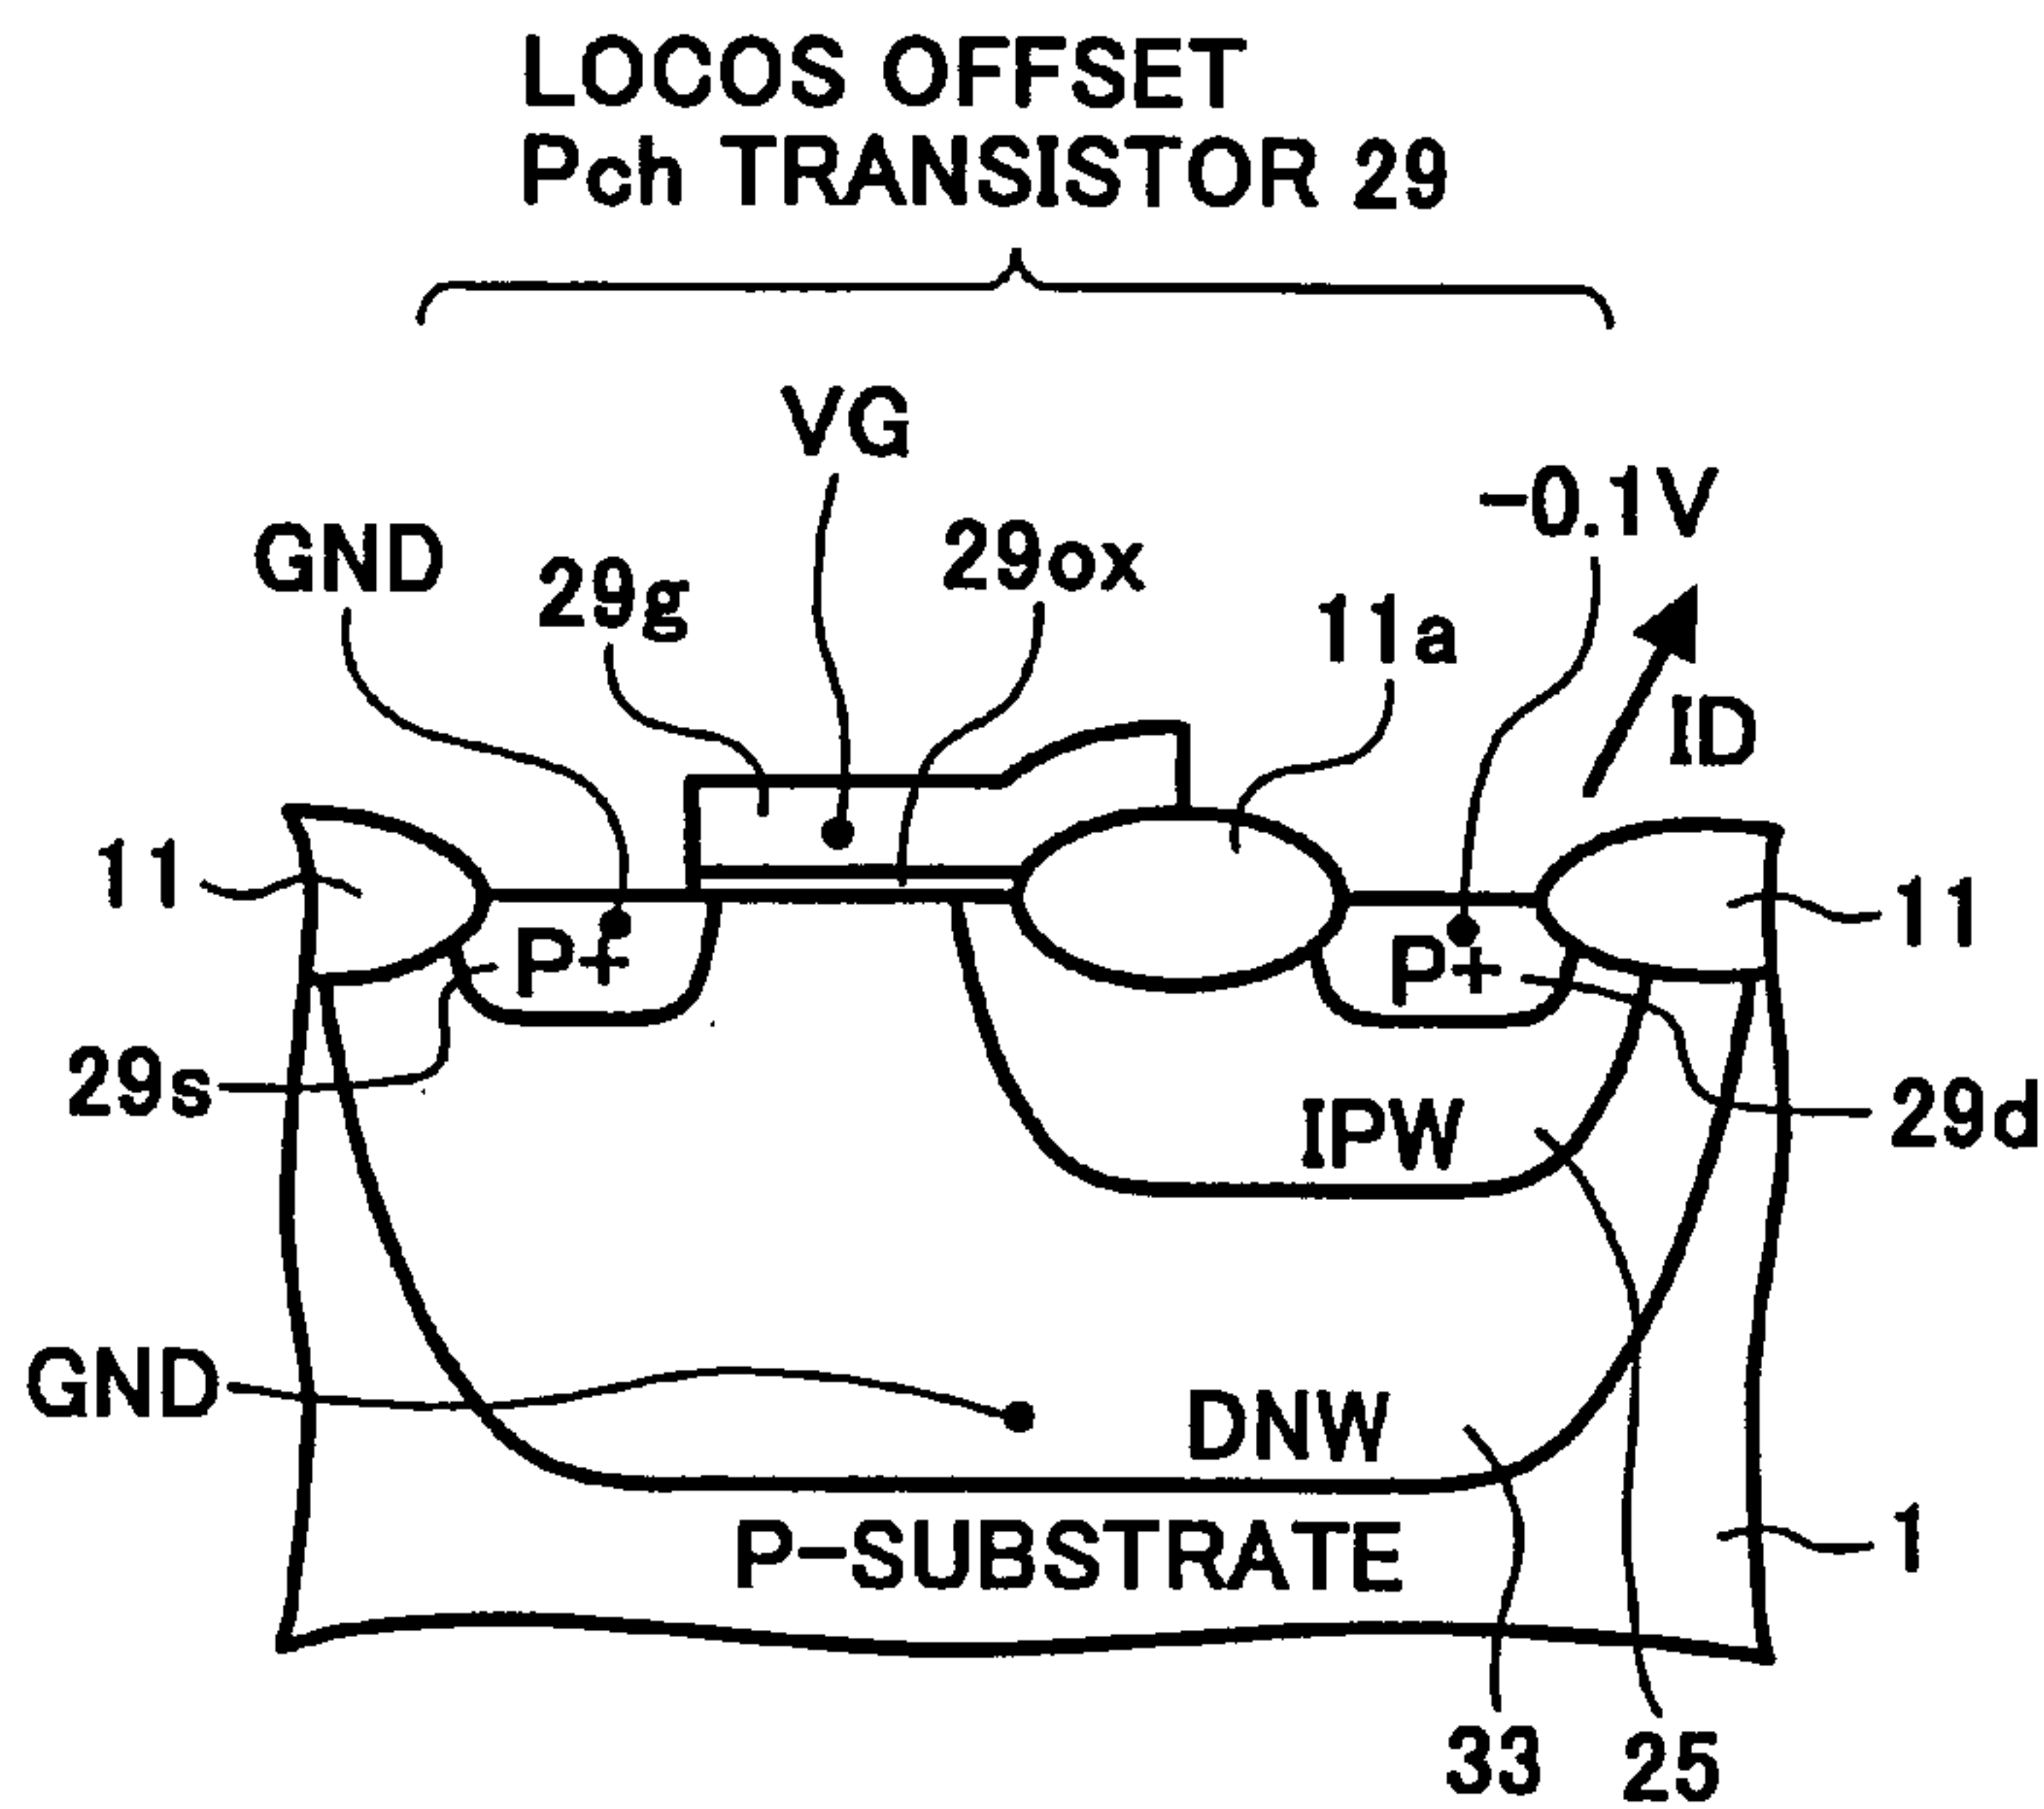 LOCOS OFFSET
Pch TRANSISTOR 29
VG
-0.1V
GND
29g
29ox
11a
ID
11
11
P+
P+
29s
IPW
29d
GND
DNW
P-SUBSTRATE
1
33
25